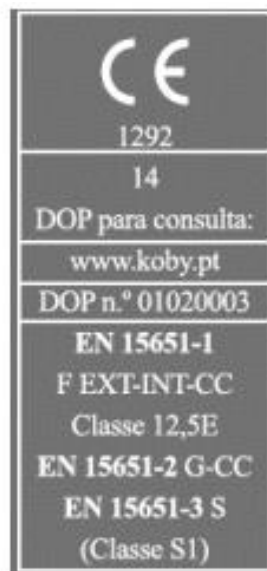 CE
1292
14
DOP para consulta:
www.koby.pt
DOP n.º 01020003
EN 15651-1
F EXT-INT-CC
Classe 12,5E
EN 15651-2 G-CC
EN 15651-3 S
(Classe S1)